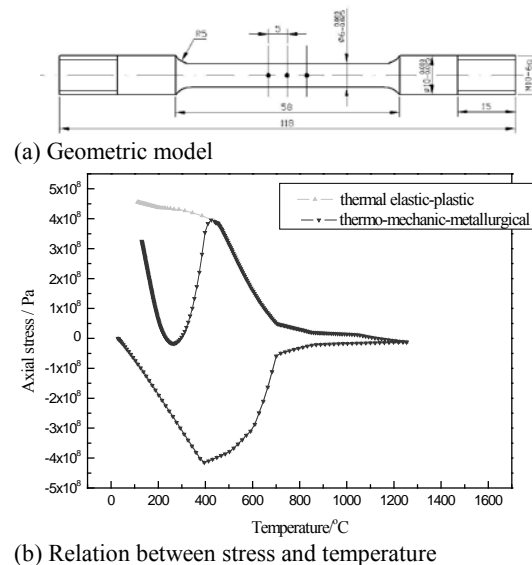 R5
5
58
15
118
(a) Geometric model
5x10⁸
4x10⁸
3x10⁸
2x10⁸
1x10⁸
0
-1x10⁸
-2x10⁸
-3x10⁸
-4x10⁸
-5x10⁸
Axial stress / Pa
thermal elastic-plastic
thermo-mechanic-metallurgical
0 200 400 600 800 1000 1200 1400
Temperature/°C
(b) Relation between stress and temperature